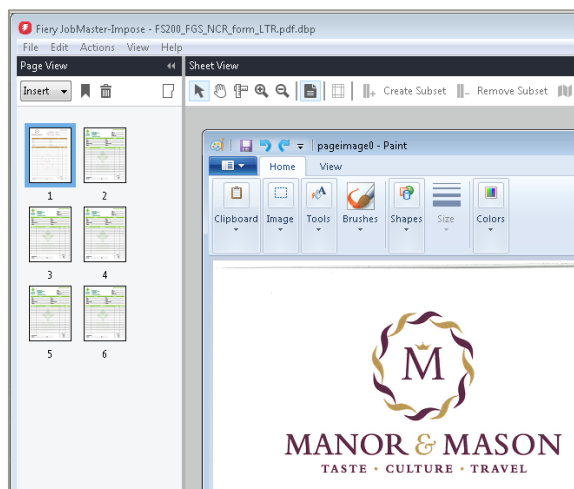 Fiery JobMaster-Impose - FS200_FGS_NCR_form_LTR.pdf.dbp
File Edit Actions View Help
Page View
Sheet View
Insert
Create Subset
Remove Subset
1 2
3 4
5 6
pageimage0 - Paint
Home View
Clipboard Image Tools Brushes Shapes Size Colors
M
MANOR & MASON
TASTE • CULTURE • TRAVEL